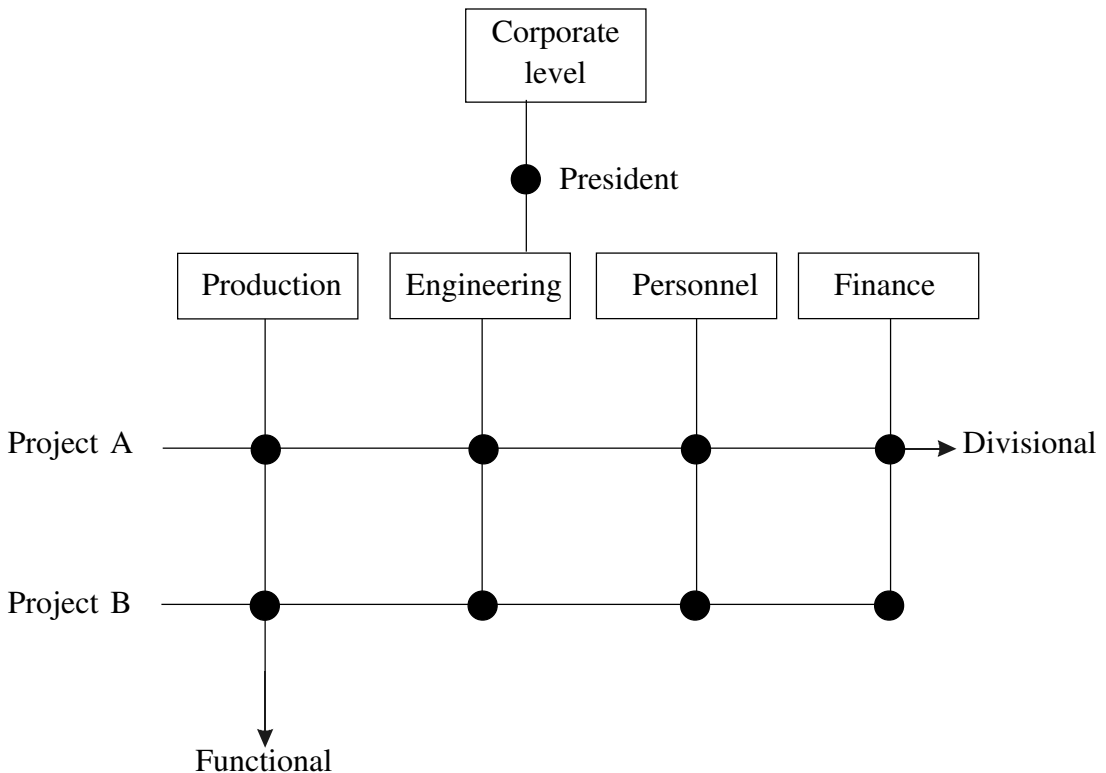 Corporate
level
President
Production
Engineering
Personnel
Finance
Project A
Divisional
Project B
Functional